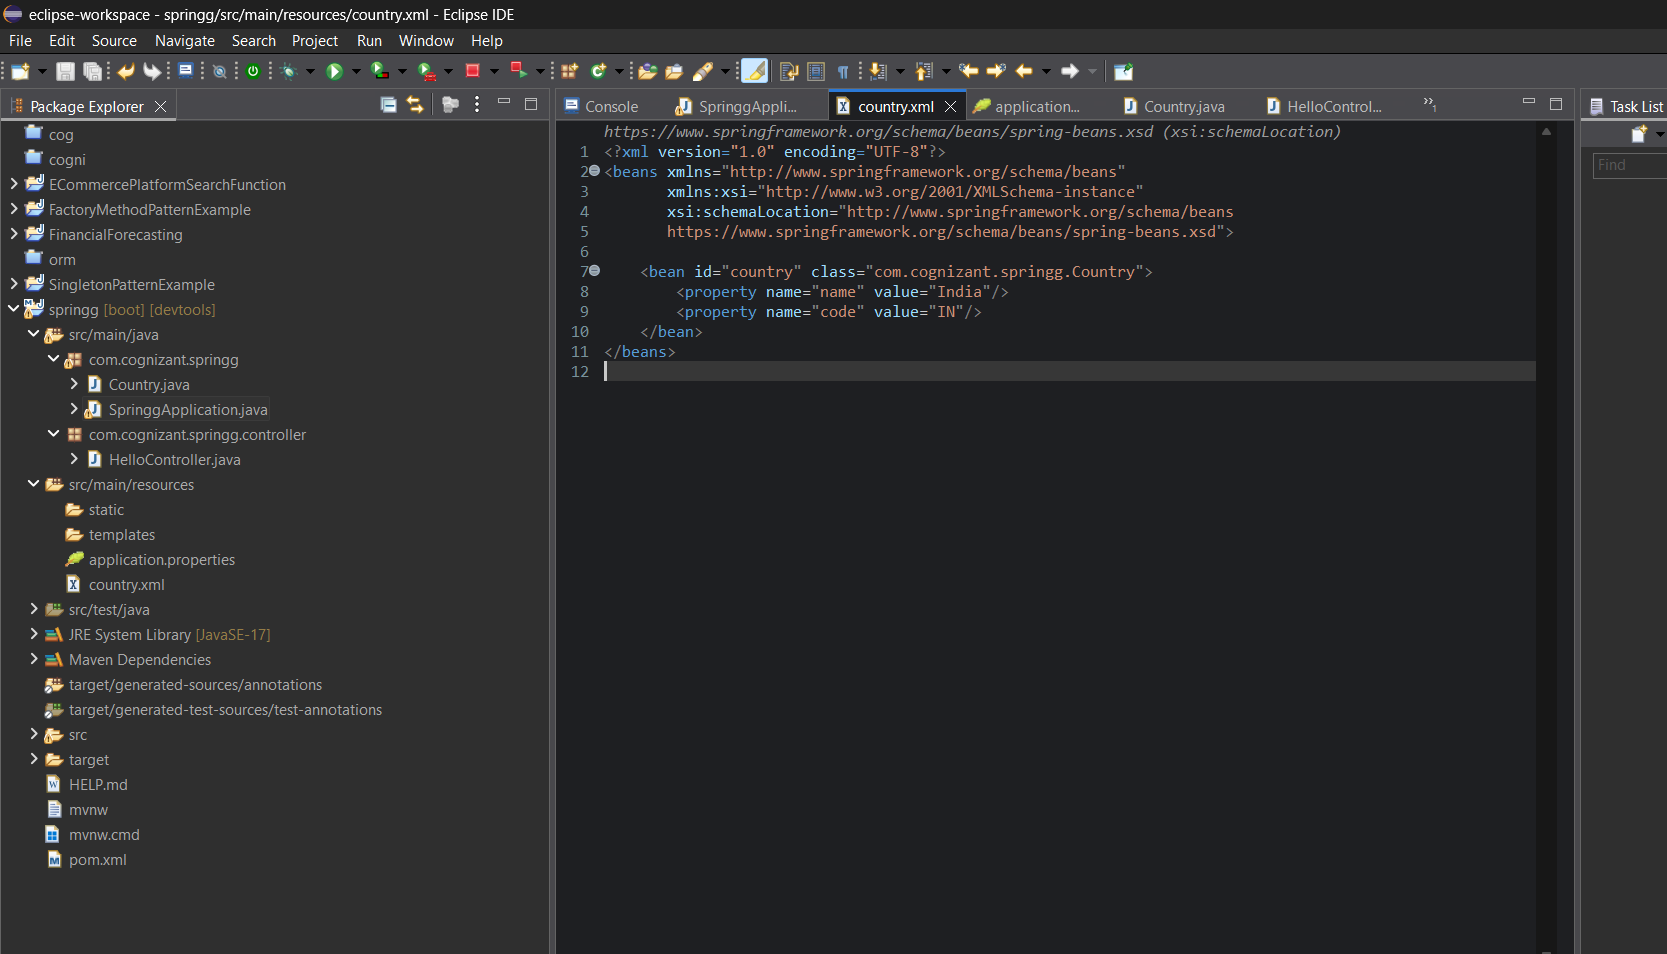 eclipse-workspace - springg/src/main/resources/country.xml - Eclipse IDE
File Edit Source Navigate Search Project Run Window Help
Package Explorer
cog
cogni
ECommercePlatformSearchFunction
FactoryMethodPatternExample
FinancialForecasting
orm
SingletonPatternExample
springg [boot] [devtools]
src/main/java
com.cognizant.springg
Country.java
SpringgApplication.java
com.cognizant.springg.controller
HelloController.java
src/main/resources
static
templates
application.properties
country.xml
src/test/java
JRE System Library [JavaSE-17]
Maven Dependencies
target/generated-sources/annotations
target/generated-test-sources/test-annotations
src
target
HELP.md
mvnw
mvnw.cmd
pom.xml
Console SpringgAppli... country.xml application... Country.java HelloControl... »1
https://www.springframework.org/schema/beans/spring-beans.xsd (xsi:schemaLocation)
1 <?xml version="1.0" encoding="UTF-8"?>
2 <beans xmlns="http://www.springframework.org/schema/beans"
3 xmlns:xsi="http://www.w3.org/2001/XMLSchema-instance"
4 xsi:schemaLocation="http://www.springframework.org/schema/beans
5 https://www.springframework.org/schema/beans/spring-beans.xsd">
6
7 <bean id="country" class="com.cognizant.springg.Country">
8 <property name="name" value="India"/>
9 <property name="code" value="IN"/>
10 </bean>
11 </beans>
12
Task List
Find